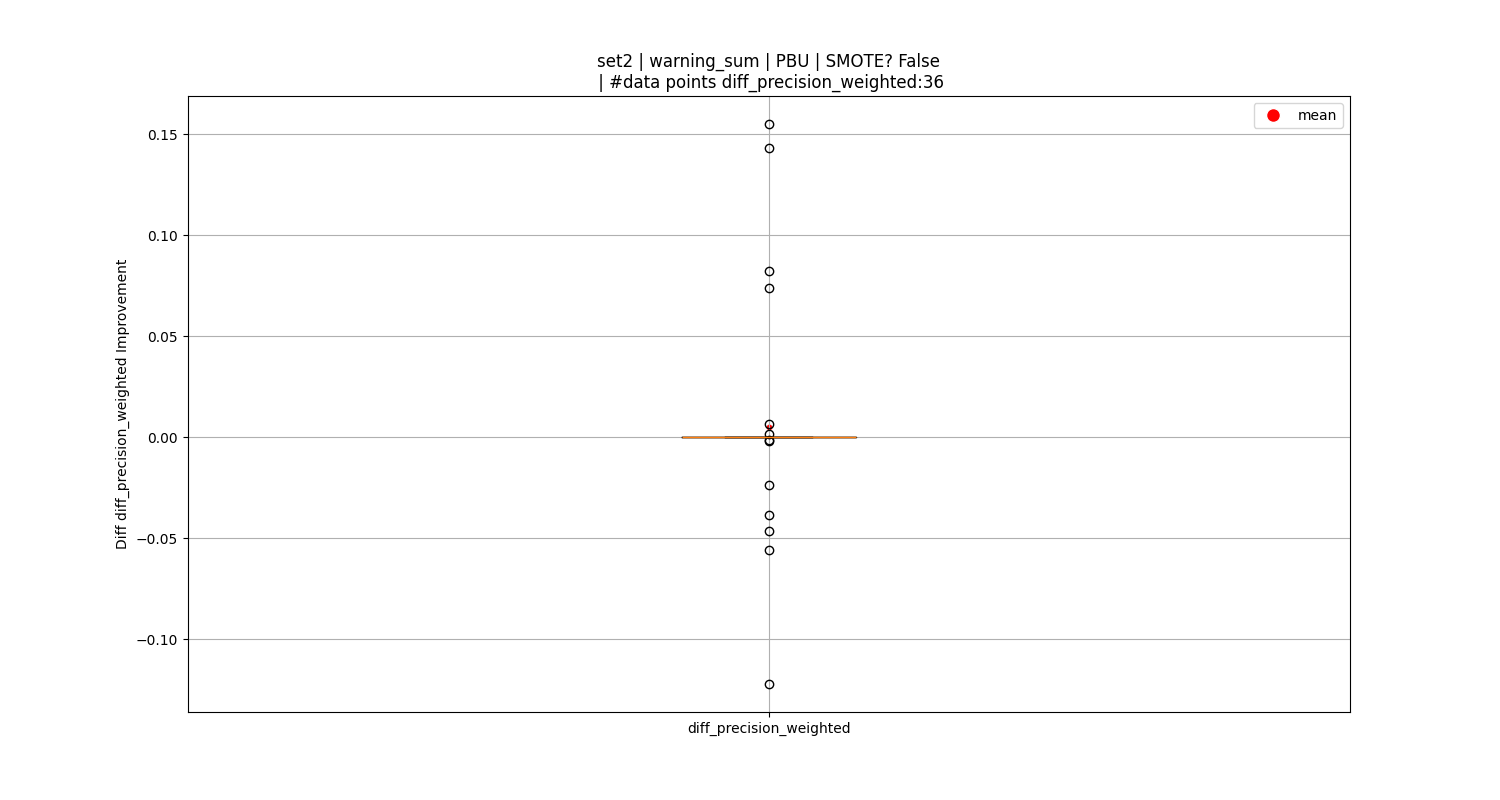 set2 | warning_sum | PBU | SMOTE? False
| #data points diff_precision_weighted:36
mean
0.15
0.10
0.05
0.00
−0.05
−0.10
Diff diff_precision_weighted Improvement
diff_precision_weighted